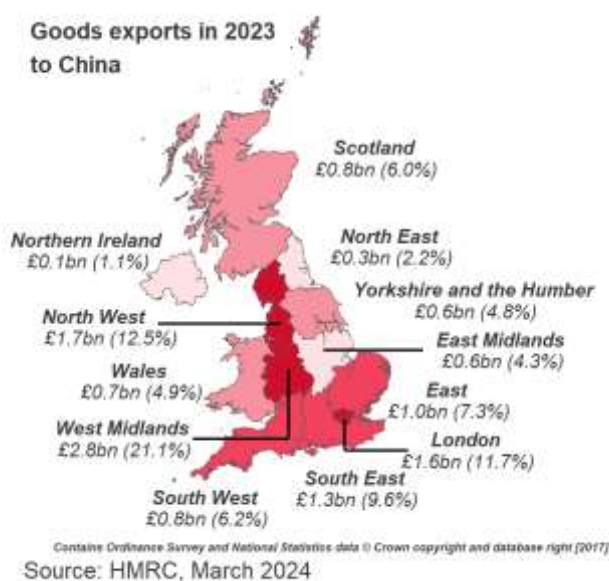 Goods exports in 2023
to China
Scotland
£0.8bn (6.0%)
Northern Ireland
£0.1bn (1.1%)
North East
£0.3bn (2.2%)
Yorkshire and the Humber
£0.6bn (4.8%)
North West
£1.7bn (12.5%)
East Midlands
£0.6bn (4.3%)
Wales
£0.7bn (4.9%)
East
£1.0bn (7.3%)
West Midlands
£2.8bn (21.1%)
London
£1.6bn (11.7%)
South East
£1.3bn (9.6%)
South West
£0.8bn (6.2%)
Contains Ordinance Survey and National Statistics data © Crown copyright and database right [2017]
Source: HMRC, March 2024